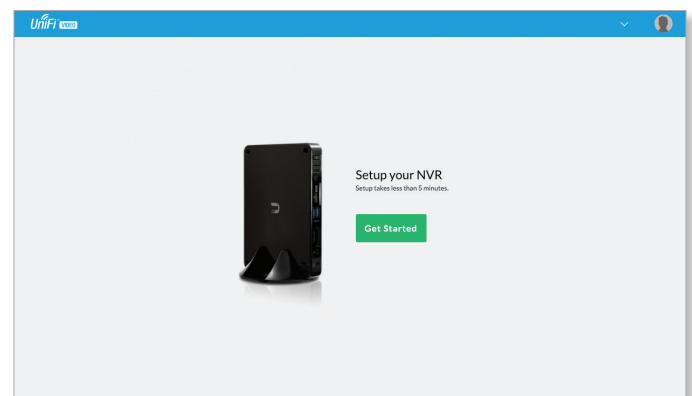 UniFi VIDEO
Setup your NVR
Setup takes less than 5 minutes.
Get Started